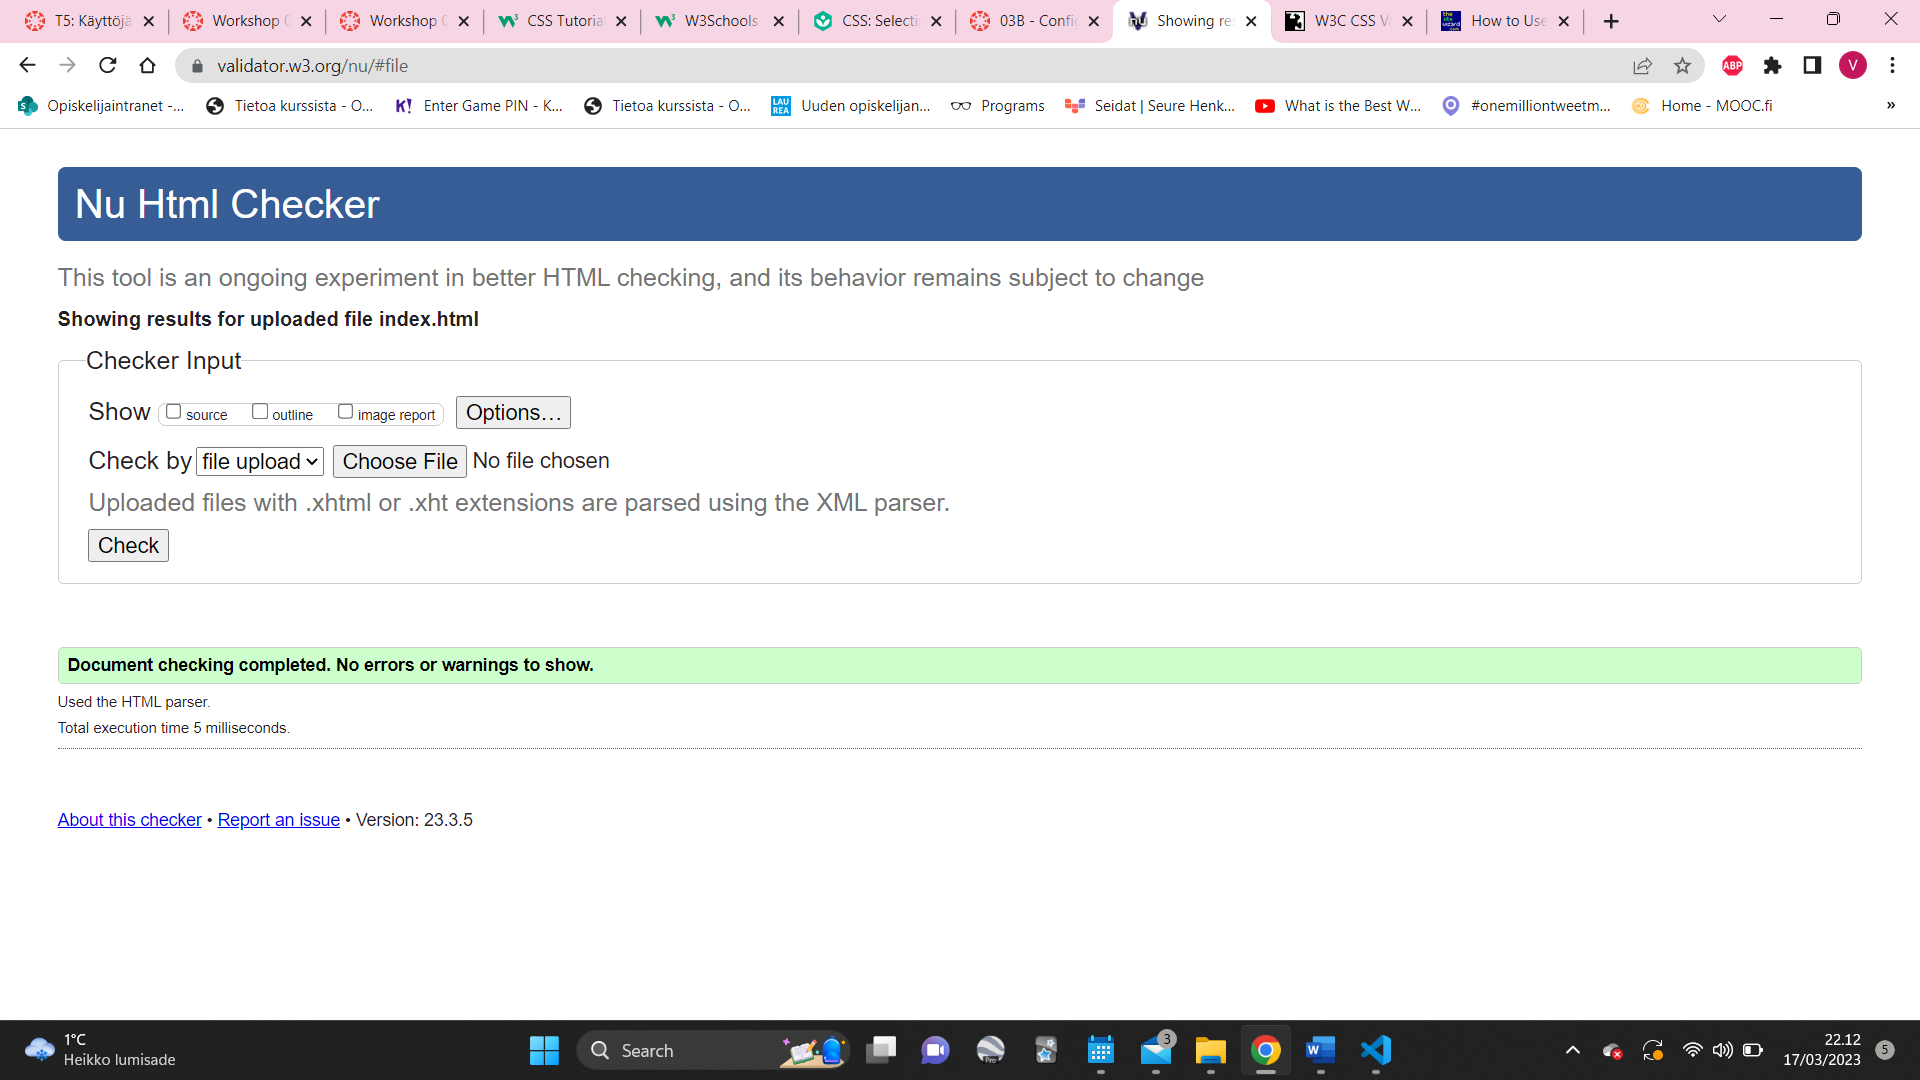 T5: Käyttöjä
Workshop
Workshop
CSS Tutorial
W3Schools
CSS: Selecti
03B - Config
Showing res
W3C CSS Va
How to Use
validator.w3.org/nu/#file
ABP
V
Opiskelijaintranet -...
Tietoa kurssista - O...
K! Enter Game PIN - K...
Tietoa kurssista - O...
LAU REA Uuden opiskelijan...
Programs
Seidat | Seure Henk...
What is the Best W...
#onemilliontweetm...
Home - MOOC.fi
»
Nu Html Checker
This tool is an ongoing experiment in better HTML checking, and its behavior remains subject to change
Showing results for uploaded file index.html
Checker Input
Show source outline image report Options...
Check by file upload Choose File No file chosen
Uploaded files with .xhtml or .xht extensions are parsed using the XML parser.
Check
Document checking completed. No errors or warnings to show.
Used the HTML parser.
Total execution time 5 milliseconds.
About this checker • Report an issue • Version: 23.3.5
1°C
Heikko lumisade
Search
3
22.12
17/03/2023
5